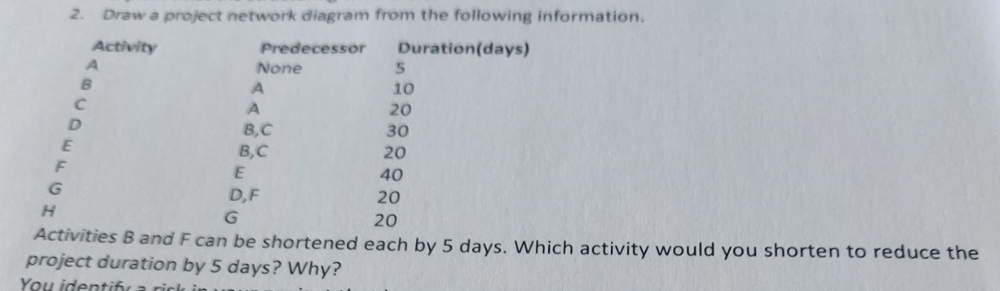 2. Draw a project network diagram from the following information.
Activity Predecessor Duration(days)
A None 5
B A 10
C A 20
D B,C 30
E B,C 20
F E 40
G D,F 20
H G 20
Activities B and F can be shortened each by 5 days. Which activity would you shorten to reduce the
project duration by 5 days? Why?
You identify a risk in